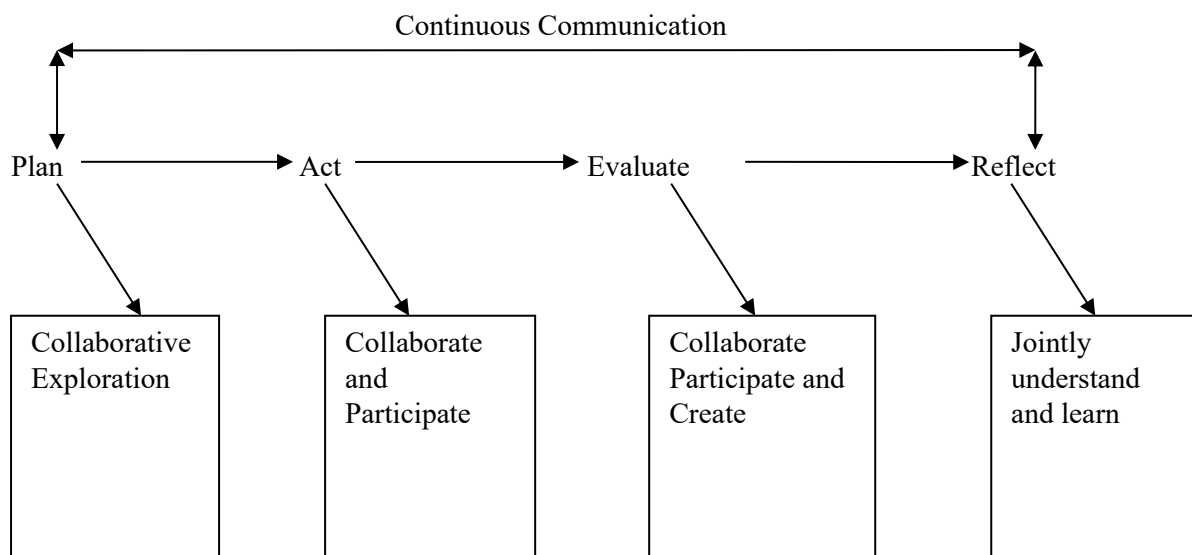 Continuous Communication
Plan
Act
Evaluate
Reflect
Collaborative
Exploration
Collaborate
and
Participate
Collaborate
Participate and
Create
Jointly
understand
and learn